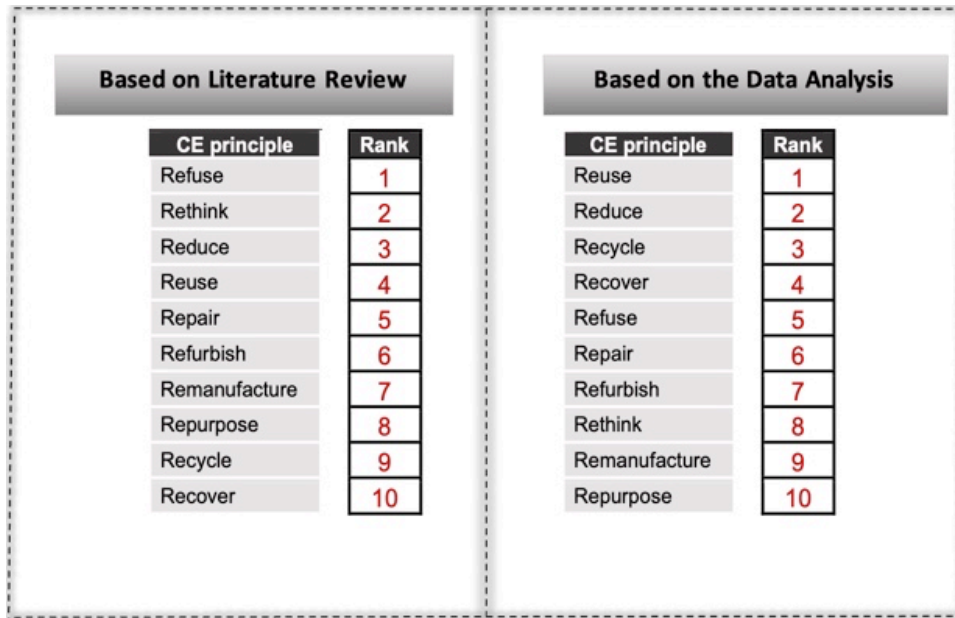 Based on Literature Review
CE principle Rank
Refuse 1
Rethink 2
Reduce 3
Reuse 4
Repair 5
Refurbish 6
Remanufacture 7
Repurpose 8
Recycle 9
Recover 10
Based on the Data Analysis
CE principle Rank
Reuse 1
Reduce 2
Recycle 3
Recover 4
Refuse 5
Repair 6
Refurbish 7
Rethink 8
Remanufacture 9
Repurpose 10